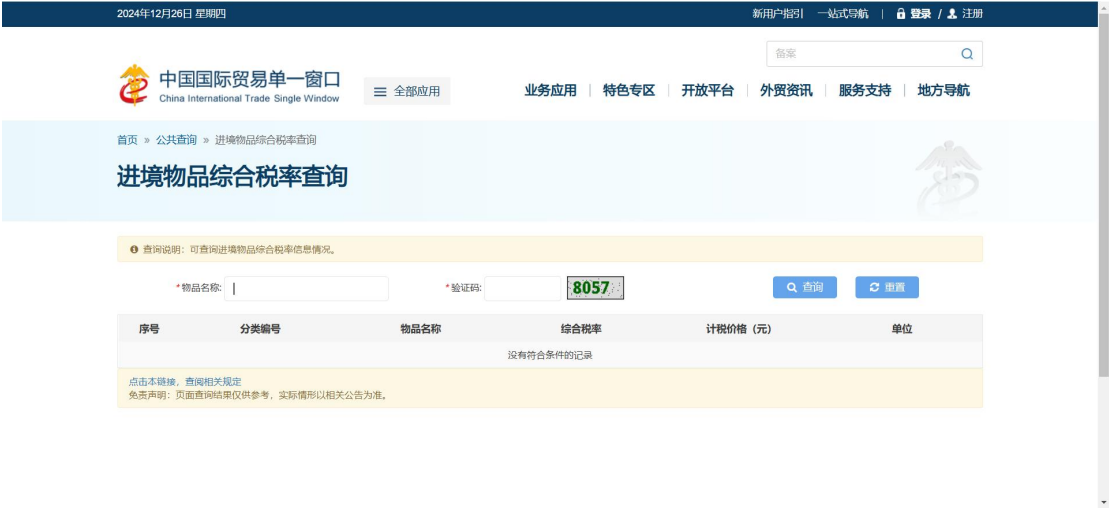 2024年12月26日 星期四
新用户指引 一站式导航 | 登录 / 注册
备案
中国国际贸易单一窗口
China International Trade Single Window
全部应用
业务应用 | 特色专区 | 开放平台 | 外贸资讯 | 服务支持 | 地方导航
首页 » 公共查询 » 进境物品综合税率查询
进境物品综合税率查询
查询说明：可查询进境物品综合税率信息情况。
*物品名称: *验证码: 8057 查询 重置
序号 分类编号 物品名称 综合税率 计税价格（元） 单位
没有符合条件的记录
点击本链接，查阅相关规定
免责声明：页面查询结果仅供参考，实际情形以相关公告为准。